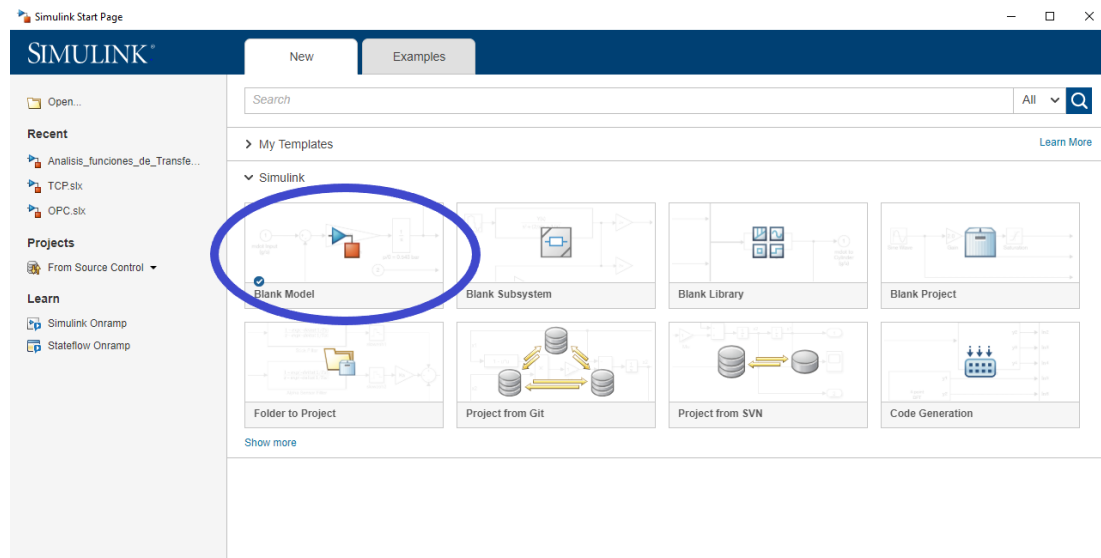 Simulink Start Page
SIMULINK®
New
Examples
Open...
Recent
Analisis_funciones_de_Transfe...
TCP.slx
OPC.slx
Projects
From Source Control
Learn
Simulink Onramp
Stateflow Onramp
Search
All
My Templates
Learn More
Simulink
Blank Model
Blank Subsystem
Blank Library
Blank Project
Folder to Project
Project from Git
Project from SVN
Code Generation
Show more